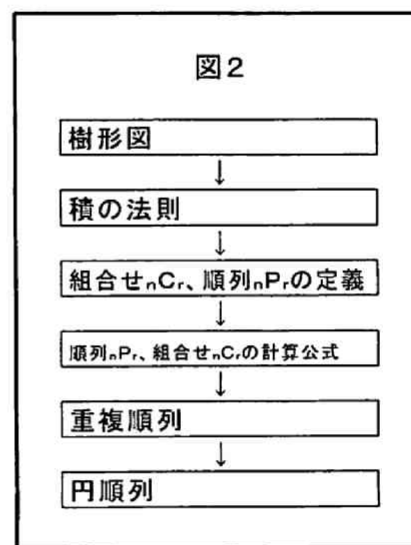 図2
樹形図
↓
積の法則
↓
組合せₙCᵣ、順列ₙPᵣの定義
↓
順列ₙPᵣ、組合せₙCᵣの計算公式
↓
重複順列
↓
円順列